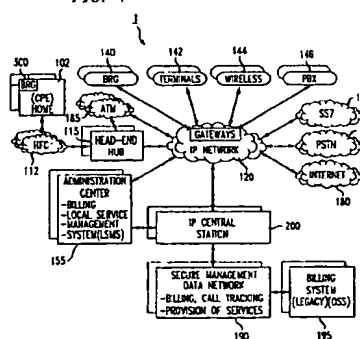 1
300
102
BRG
(CPE)
HOME
140
BRG
142
TERMINALS
144
WIRELESS
146
PBX
185
ATM
115
HEAD-END
HUB
HFC
112
GATEWAYS
IP NETWORK
120
SS7
PSTN
INTERNET
180
ADMINISTRATION
CENTER
-BILLING
-LOCAL SERVICE
-MANAGEMENT
-SYSTEM(LSMS)
155
IP CENTRAL
STATION
200
SECURE MANAGEMENT
DATA NETWORK
-BILLING, CALL TRACKING
-PROVISION OF SERVICES
190
BILLING
SYSTEM
(LEGACY)(OSS)
195